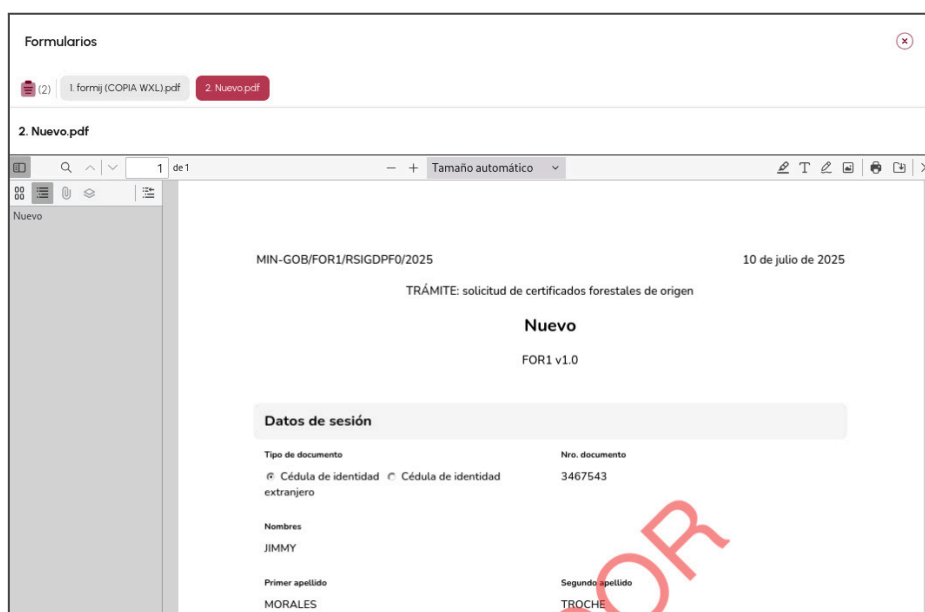 Formularios
(2) 1. formij (COPIA WXL).pdf 2. Nuevo.pdf
2. Nuevo.pdf
1 de 1 Tamaño automático
Nuevo
MIN-GOB/FOR1/RSIGDPF0/2025 10 de julio de 2025
TRÁMITE: solicitud de certificados forestales de origen
Nuevo
FOR1 v1.0
Datos de sesión
Tipo de documento Nro. documento
Cédula de identidad Cédula de identidad 3467543
extranjero
Nombres
JIMMY
Primer apellido Segundo apellido
MORALES TROCHE
OR